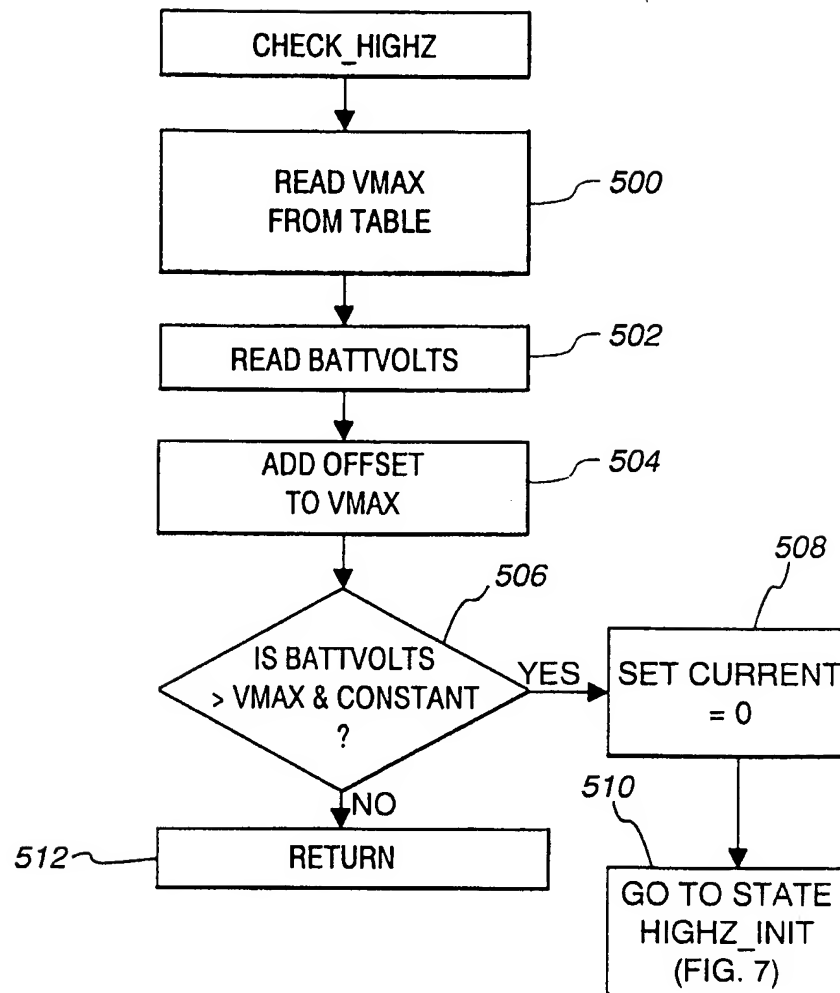 CHECK_HIGHZ
READ VMAX
FROM TABLE
500
READ BATTVOLTS
502
ADD OFFSET
TO VMAX
504
506
IS BATTVOLTS
> VMAX & CONSTANT
?
YES
508
SET CURRENT
= 0
NO
512
RETURN
510
GO TO STATE
HIGHZ_INIT
(FIG. 7)